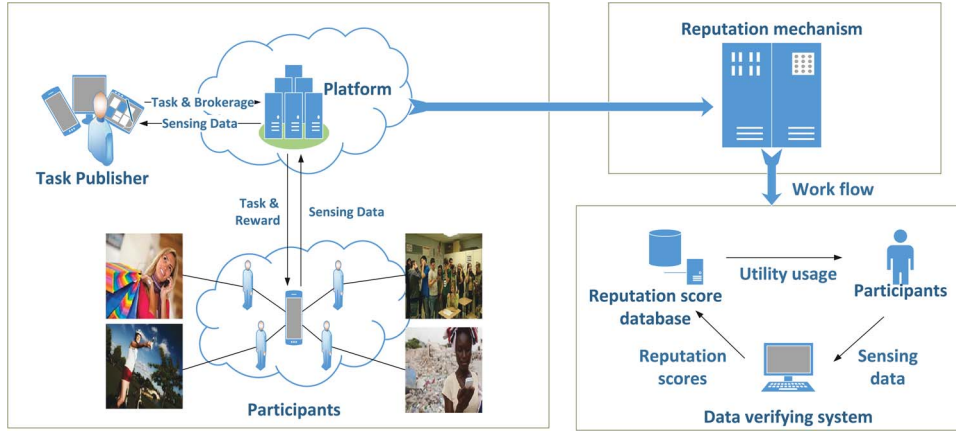 Platform
Task & Brokerage
Sensing Data
Task Publisher
Task &
Reward
Sensing Data
Participants
Reputation mechanism
Work flow
Utility usage
Reputation score
database
Participants
Reputation
scores
Sensing
data
Data verifying system